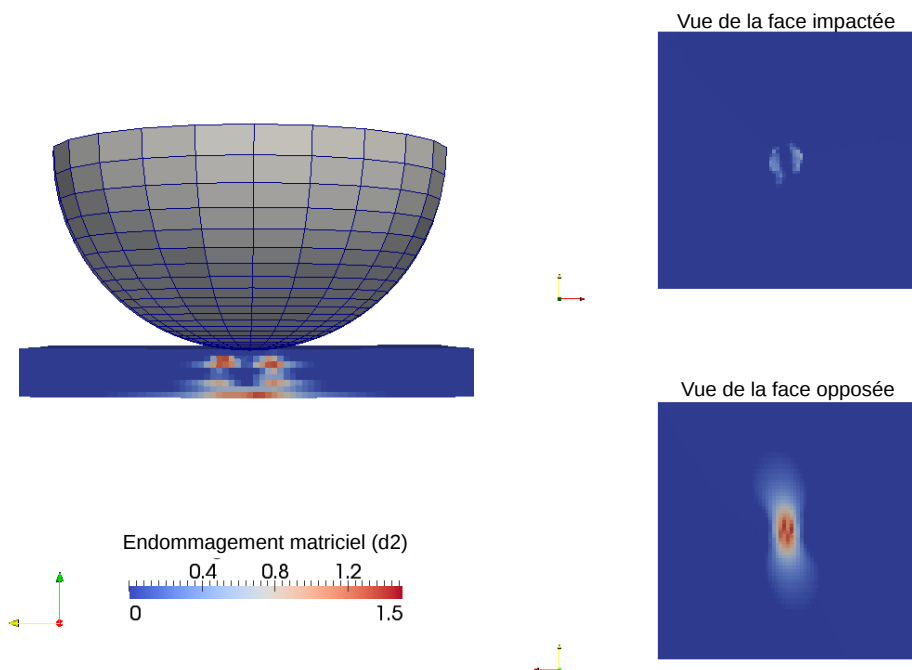 Vue de la face impactée
Vue de la face opposée
Endommagement matriciel (d2)
0.4 0.8 1.2
0 1.5